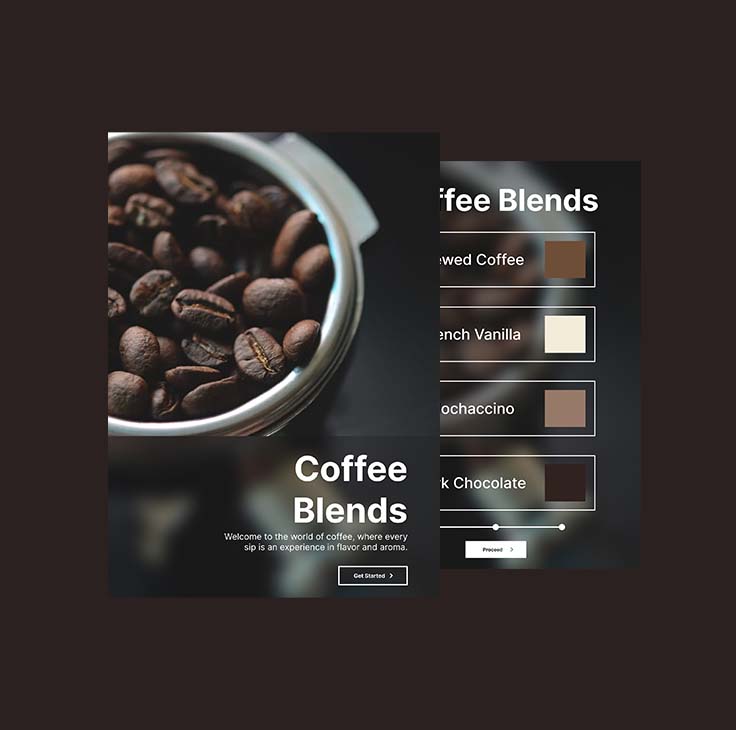 Coffee
Blends
Welcome to the world of coffee, where every
sip is an experience in flavor and aroma.
Get Started
ffee Blends
ewed Coffee
ench Vanilla
ochaccino
rk Chocolate
Proceed